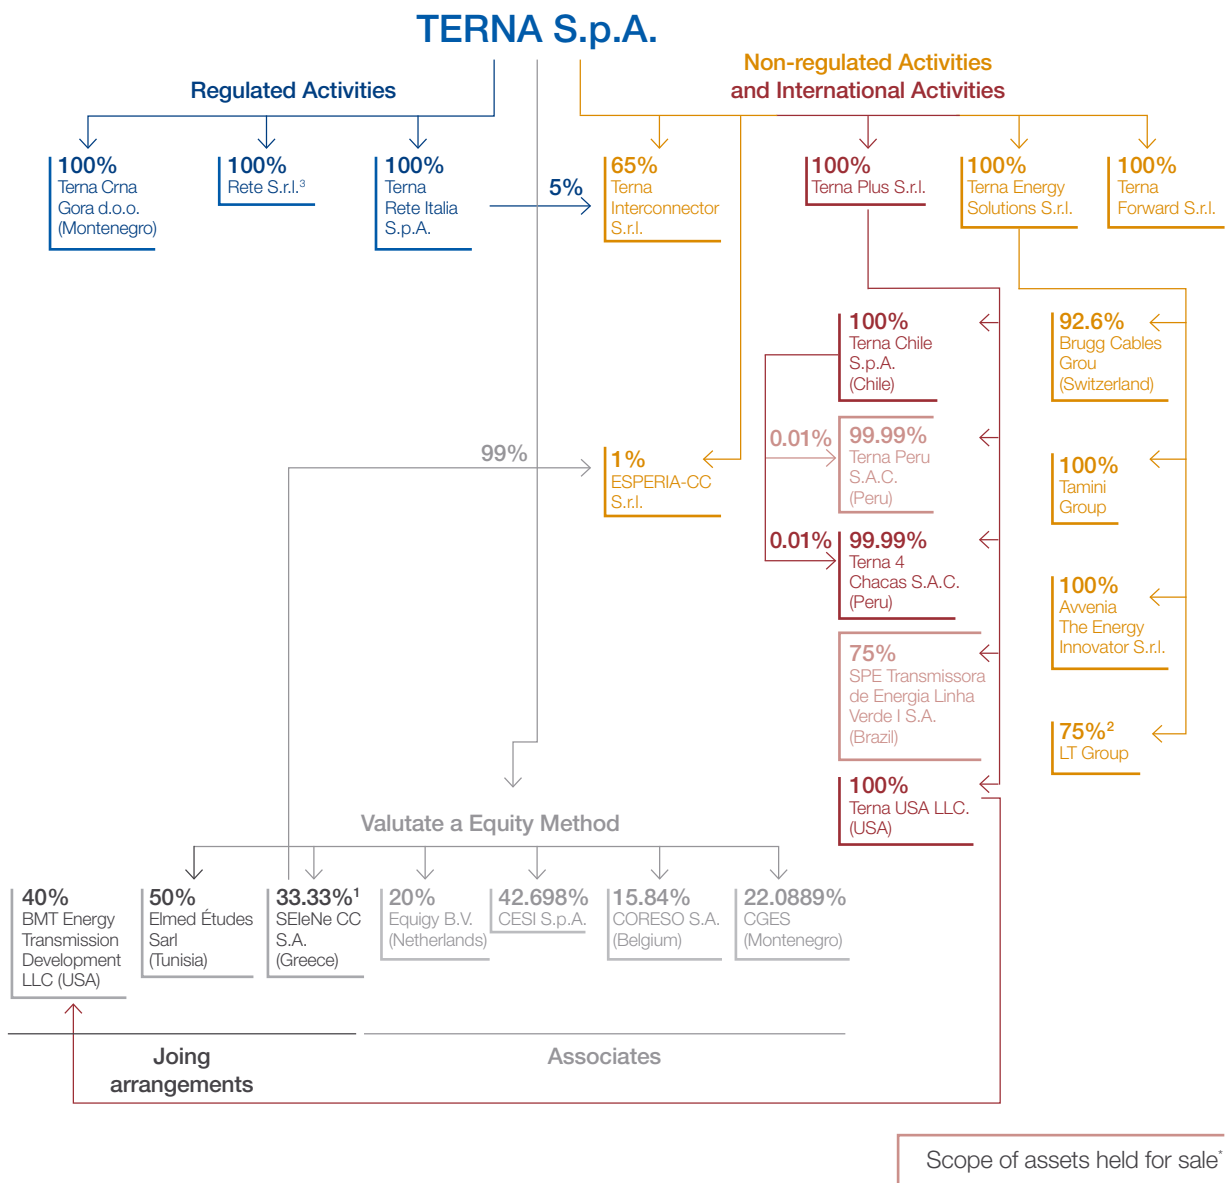 TERNA S.p.A.
Regulated Activities
Non-regulated Activities
and International Activities
100%
Terna Crna
Gora d.o.o.
(Montenegro)
100%
Rete S.r.l.³
100%
Terna
Rete Italia
S.p.A.
5%
65%
Terna
Interconnector
S.r.l.
100%
Terna Plus S.r.l.
100%
Terna Energy
Solutions S.r.l.
100%
Terna
Forward S.r.l.
100%
Terna Chile
S.p.A.
(Chile)
92.6%
Brugg Cables
Grou
(Switzerland)
0.01%
99.99%
Terna Peru
S.A.C.
(Peru)
99%
1%
ESPERIA-CC
S.r.l.
100%
Tamini
Group
0.01%
99.99%
Terna 4
Chacas S.A.C.
(Peru)
100%
Avvenia
The Energy
Innovator S.r.l.
75%
SPE Transmissora
de Energia Linha
Verde I S.A.
(Brazil)
75%²
LT Group
100%
Terna USA LLC.
(USA)
Valutate a Equity Method
40%
BMT Energy
Transmission
Development
LLC (USA)
50%
Elmed Études
Sarl
(Tunisia)
33.33%¹
SEleNe CC
S.A.
(Greece)
20%
Equigy B.V.
(Netherlands)
42.698%
CESI S.p.A.
15.84%
CORESO S.A.
(Belgium)
22.0889%
CGES
(Montenegro)
Joing
arrangements
Associates
Scope of assets held for sale*